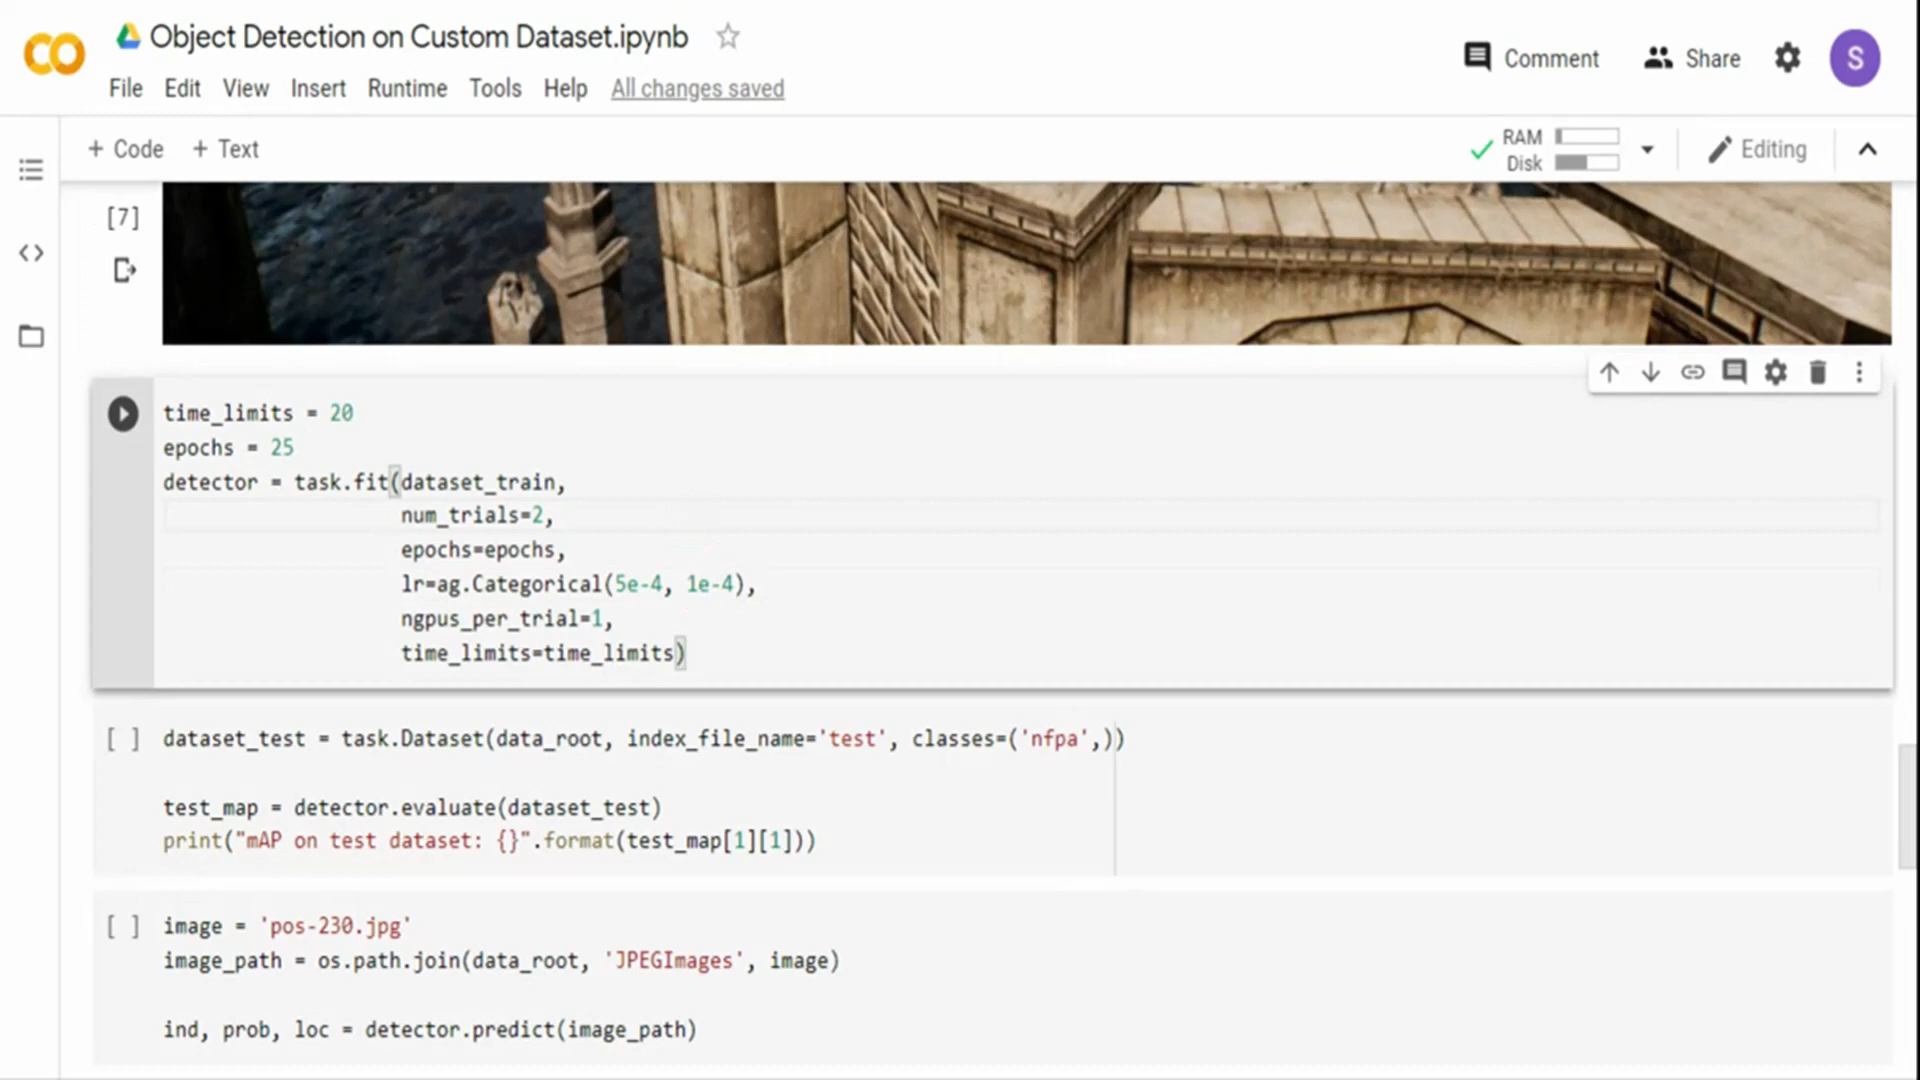 Object Detection on Custom Dataset.ipynb
Comment
Share
S
File Edit View Insert Runtime Tools Help All changes saved
+ Code + Text
RAM
Disk
Editing
[7]
time_limits = 20
epochs = 25
detector = task.fit(dataset_train,
num_trials=2,
epochs=epochs,
lr=ag.Categorical(5e-4, 1e-4),
ngpus_per_trial=1,
time_limits=time_limits)
[ ] dataset_test = task.Dataset(data_root, index_file_name='test', classes=('nfpa',))
test_map = detector.evaluate(dataset_test)
print("mAP on test dataset: {}".format(test_map[1][1]))
[ ] image = 'pos-230.jpg'
image_path = os.path.join(data_root, 'JPEGImages', image)
ind, prob, loc = detector.predict(image_path)